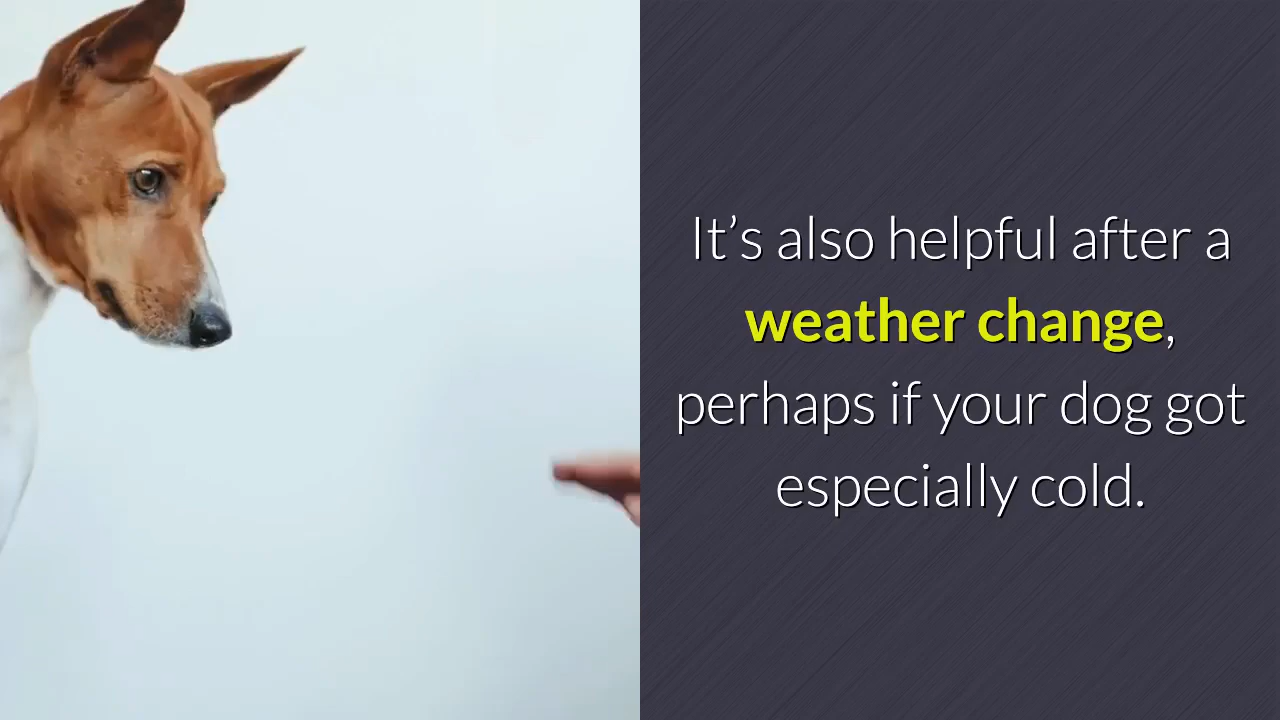 It’s also helpful after a
weather change,
perhaps if your dog got
especially cold.